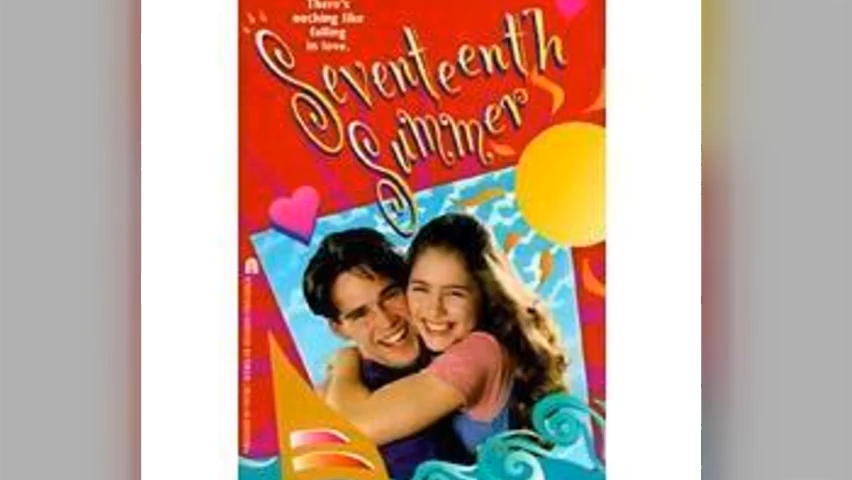 There's
nothing like
falling
in love.
Seventeenth
Summer